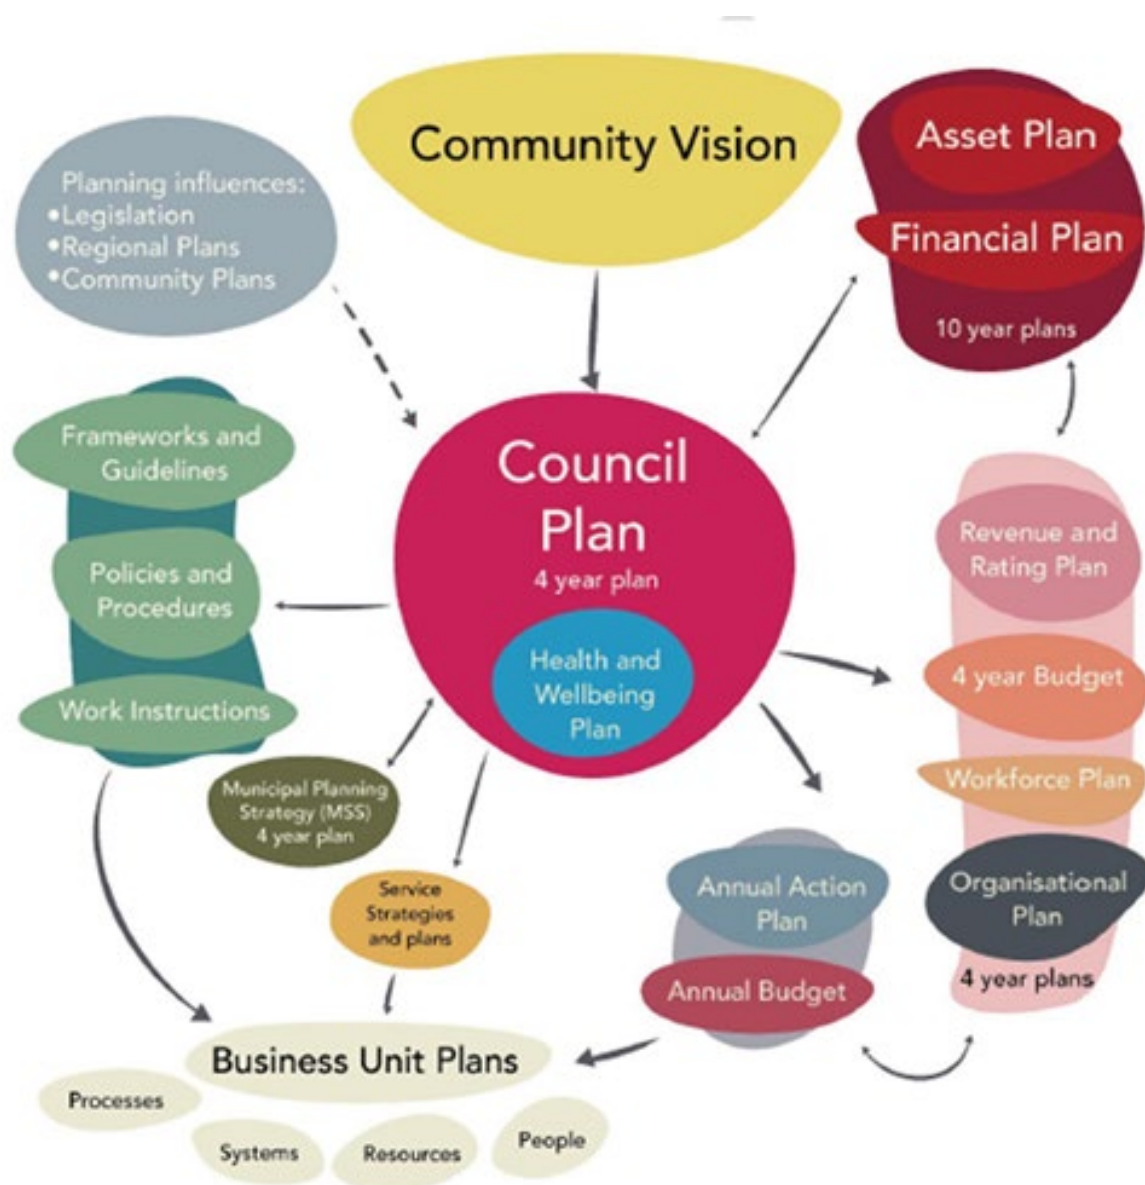 Community Vision
Asset Plan
Financial Plan
10 year plans
Planning influences:
•Legislation
•Regional Plans
•Community Plans
Frameworks and
Guidelines
Policies and
Procedures
Work Instructions
Council
Plan
4 year plan
Health and
Wellbeing
Plan
Revenue and
Rating Plan
4 year Budget
Workforce Plan
Organisational
Plan
4 year plans
Municipal Planning
Strategy (MSS)
4 year plan
Service
Strategies
and plans
Annual Action
Plan
Annual Budget
Business Unit Plans
Processes
Systems
Resources
People